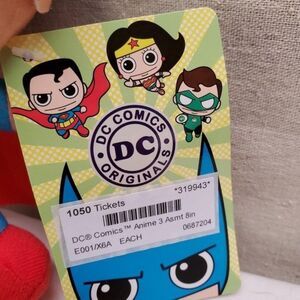 DC COMICS
DC
ORIGINALS
1050 Tickets *319943*
DC® Comics™ Anime 3 Asmt 8in
E001/X6A EACH 0687204